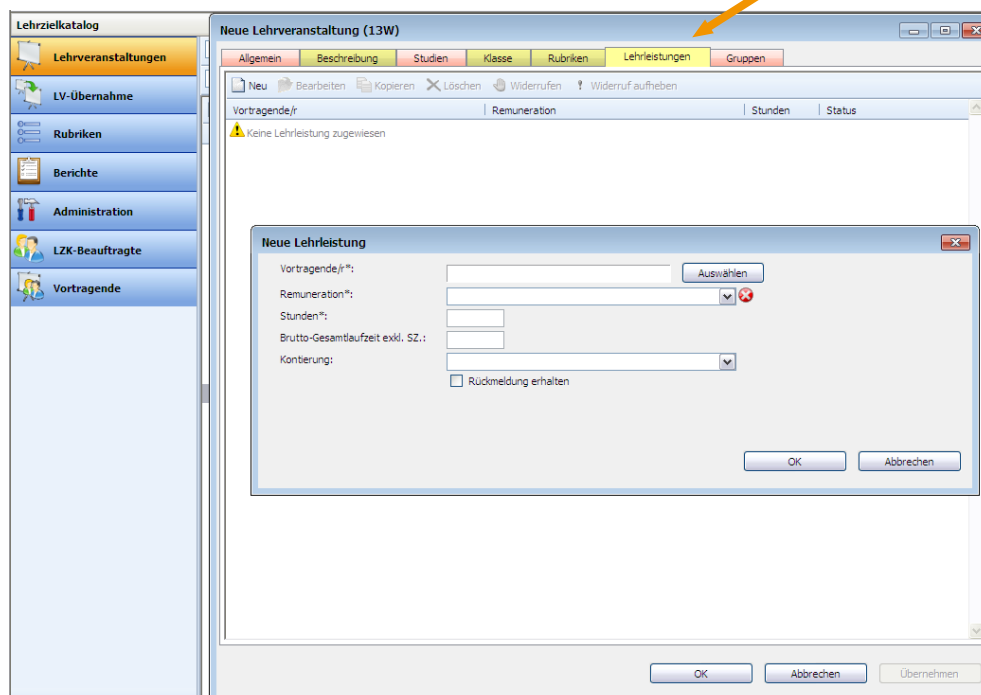 Lehrzielkatalog
Lehrveranstaltungen
LV-Übernahme
Rubriken
Berichte
Administration
LZK-Beauftragte
Vortragende
Neue Lehrveranstaltung (13W)
Allgemein Beschreibung Studien Klasse Rubriken Lehrleistungen Gruppen
Neu Bearbeiten Kopieren Löschen Widerrufen Widerruf aufheben
Vortragende/r Remuneration Stunden Status
Keine Lehrleistung zugewiesen
Neue Lehrleistung
Vortragende/r*: Auswählen
Remuneration*:
Stunden*:
Brutto-Gesamtlaufzeit exkl. SZ.:
Kontierung:
Rückmeldung erhalten
OK Abbrechen
OK Abbrechen Übernehmen